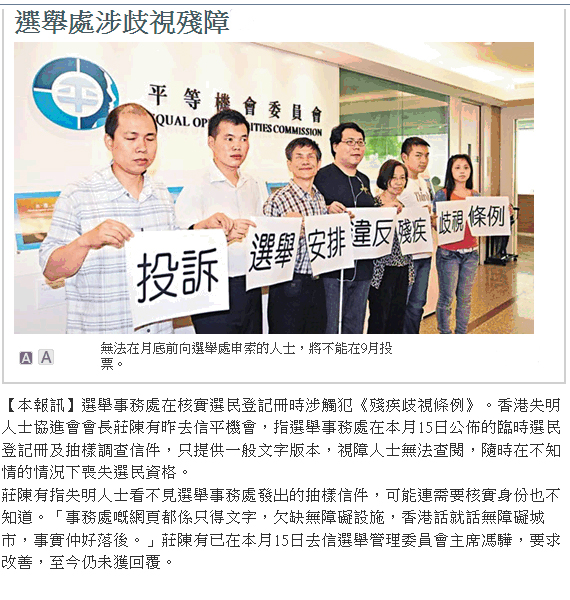 選舉處涉歧視殘障
平等機會委員會
EQUAL OPPORTUNITIES COMMISSION
投訴 選舉 安排 違反 殘疾 歧視 條例
A A
無法在月底前向選舉處申索的人士，將不能在9月投
票。
【本報訊】選舉事務處在核實選民登記冊時涉觸犯《殘疾歧視條例》。香港失明
人士協進會會長莊陳有昨去信平機會，指選舉事務處在本月15日公佈的臨時選民
登記冊及抽樣調查信件，只提供一般文字版本，視障人士無法查閱，隨時在不知
情的情況下喪失選民資格。
莊陳有指失明人士看不見選舉事務處發出的抽樣信件，可能連需要核實身份也不
知道。「事務處嘅網頁都係只得文字，欠缺無障礙設施，香港話就話無障礙城
市，事實仲好落後。」莊陳有已在本月15日去信選舉管理委員會主席馮驊，要求
改善，至今仍未獲回覆。